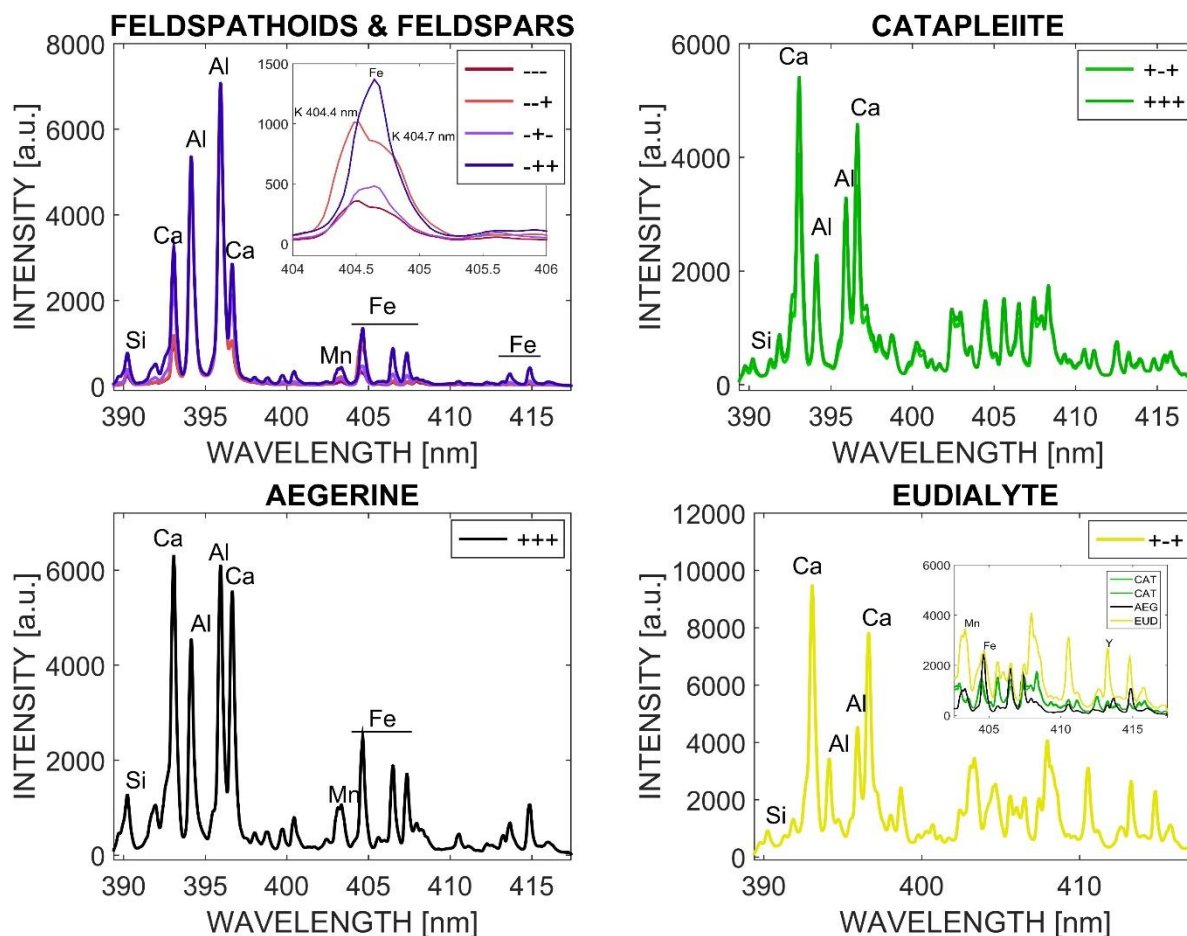 FELDSPATHOIDS & FELDSPARS
8000
6000
4000
2000
0
INTENSITY [a.u.]
Ca
Al
Al
Ca
Si
Mn
Fe
Fe
1500
1000
500
0
Fe
K 404.4 nm
K 404.7 nm
404 404.5 405 405.5 406
---
--+
-+-
-++
390 395 400 405 410 415
WAVELENGTH [nm]
CATAPLEIITE
6000
4000
2000
0
INTENSITY [a.u.]
Ca
Ca
Al
Al
Si
+-+
+++
390 395 400 405 410 415
WAVELENGTH [nm]
AEGERINE
6000
4000
2000
0
INTENSITY [a.u.]
Ca
Al
Ca
Al
Si
Fe
Mn
+++
390 395 400 405 410 415
WAVELENGTH [nm]
EUDIALYTE
12000
10000
8000
6000
4000
2000
0
INTENSITY [a.u.]
Ca
Ca
Al
Al
Si
+-+
6000
4000
2000
0
Mn
Fe
Y
CAT
CAT
AEG
EUD
405 410 415
390 400 410
WAVELENGTH [nm]